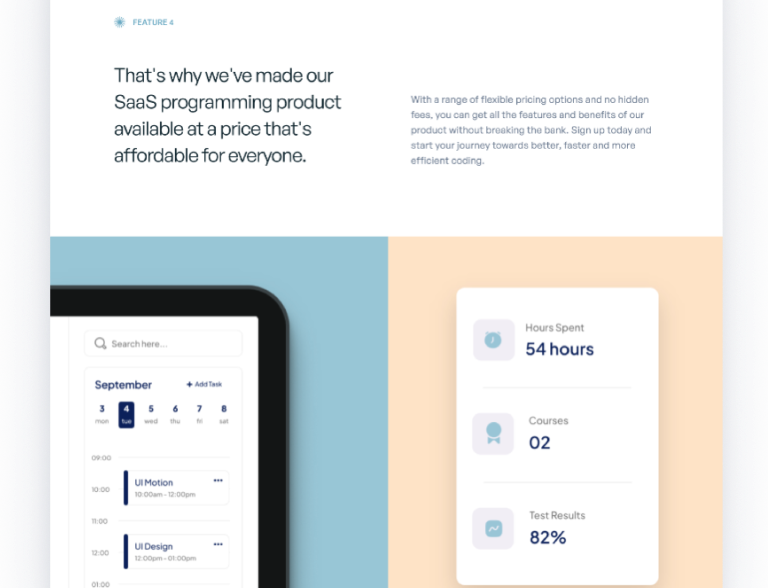 FEATURE 4
That's why we've made our
SaaS programming product
available at a price that's
affordable for everyone.
With a range of flexible pricing options and no hidden
fees, you can get all the features and benefits of our
product without breaking the bank. Sign up today and
start your journey towards better, faster and more
efficient coding.
Search here...
September
+ Add Task
3 4 5 6 7 8
mon tue wed thu fri sat
09:00
10:00
UI Motion
10:00am - 12:00pm
11:00
12:00
UI Design
12:00pm - 01:00pm
01:00
Hours Spent
54 hours
Courses
02
Test Results
82%